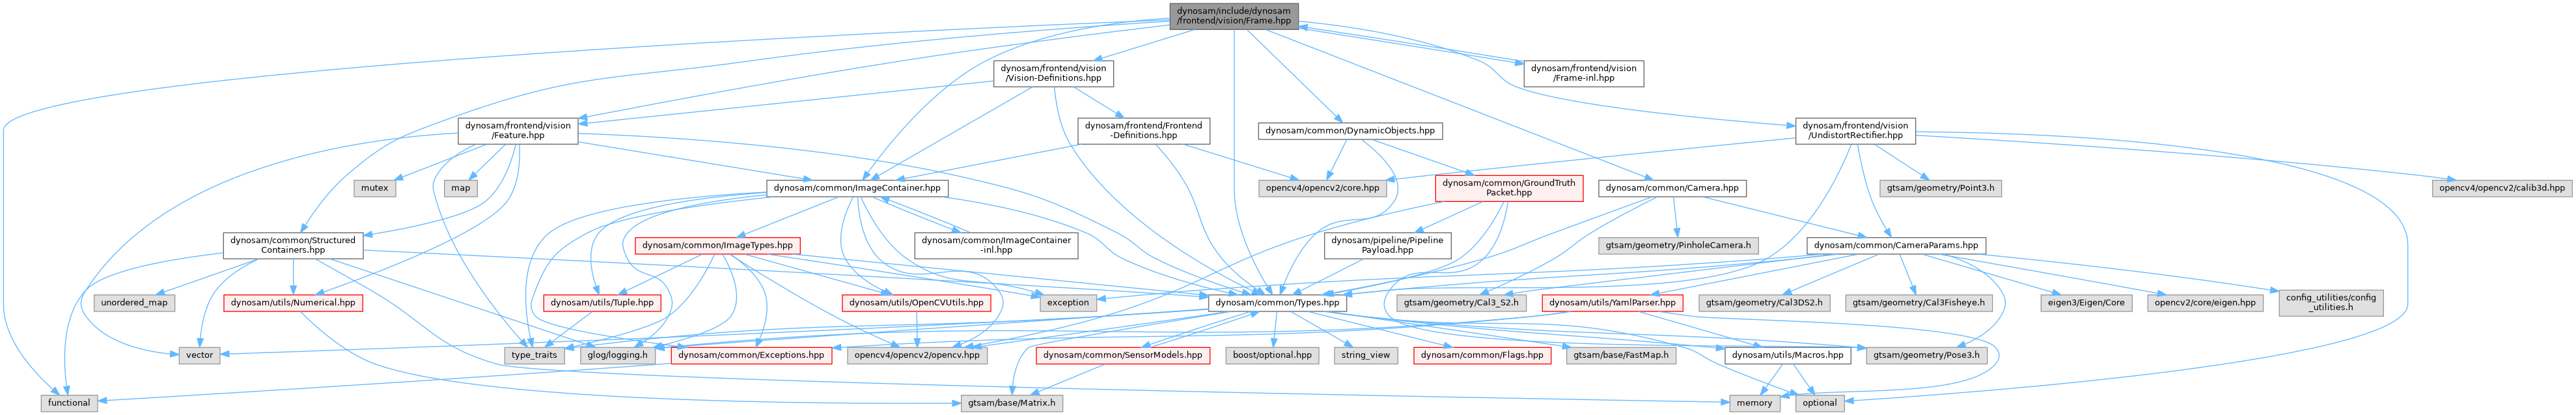 dynosam/include/dynosam
/frontend/vision/Frame.hpp
dynosam/frontend/vision
/Vision-Definitions.hpp
dynosam/frontend/vision
/Frame-inl.hpp
dynosam/frontend/vision
/Feature.hpp
dynosam/frontend/Frontend
-Definitions.hpp
dynosam/common/DynamicObjects.hpp
dynosam/frontend/vision
/UndistortRectifier.hpp
mutex
map
dynosam/common/ImageContainer.hpp
opencv4/opencv2/core.hpp
dynosam/common/GroundTruth
Packet.hpp
dynosam/common/Camera.hpp
gtsam/geometry/Point3.h
opencv4/opencv2/calib3d.hpp
dynosam/common/Structured
Containers.hpp
dynosam/common/ImageTypes.hpp
dynosam/common/ImageContainer
-inl.hpp
dynosam/pipeline/Pipeline
Payload.hpp
gtsam/geometry/PinholeCamera.h
dynosam/common/CameraParams.hpp
unordered_map
dynosam/utils/Numerical.hpp
dynosam/utils/Tuple.hpp
dynosam/utils/OpenCVUtils.hpp
exception
dynosam/common/Types.hpp
gtsam/geometry/Cal3_S2.h
dynosam/utils/YamlParser.hpp
gtsam/geometry/Cal3DS2.h
gtsam/geometry/Cal3Fisheye.h
eigen3/Eigen/Core
opencv2/core/eigen.hpp
config_utilities/config
_utilities.h
vector
type_traits
glog/logging.h
dynosam/common/Exceptions.hpp
opencv4/opencv2/opencv.hpp
dynosam/common/SensorModels.hpp
boost/optional.hpp
string_view
dynosam/common/Flags.hpp
gtsam/base/FastMap.h
dynosam/utils/Macros.hpp
gtsam/geometry/Pose3.h
functional
gtsam/base/Matrix.h
memory
optional